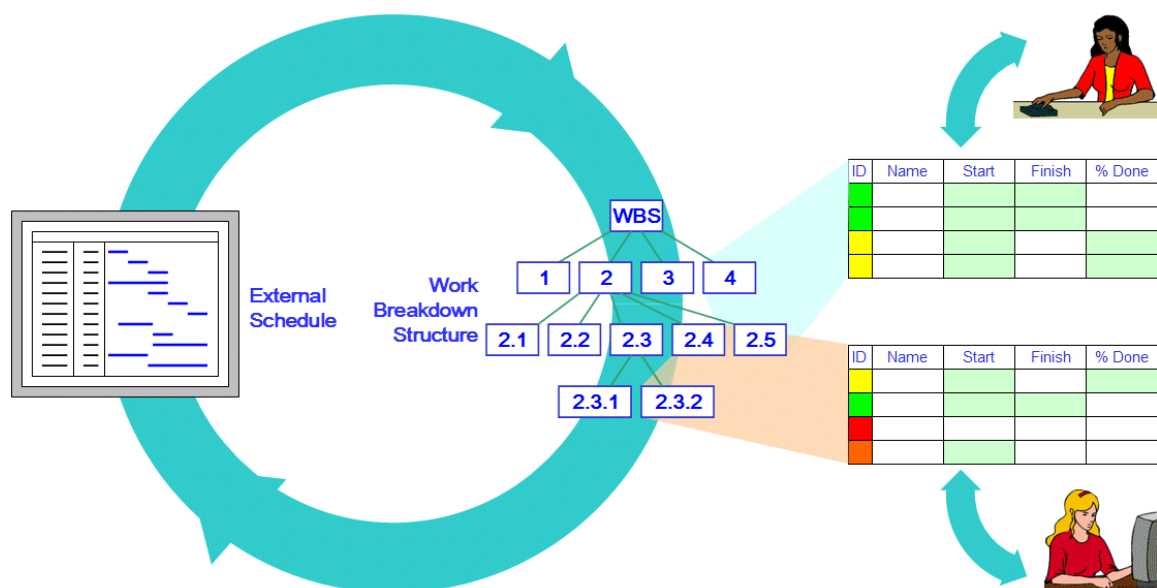 WBS
1 2 3 4
2.1 2.2 2.3 2.4 2.5
2.3.1 2.3.2
External
Schedule
Work
Breakdown
Structure
ID Name Start Finish % Done
ID Name Start Finish % Done